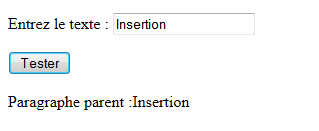 Entrez le texte : Insertion
Tester
Paragraphe parent :Insertion